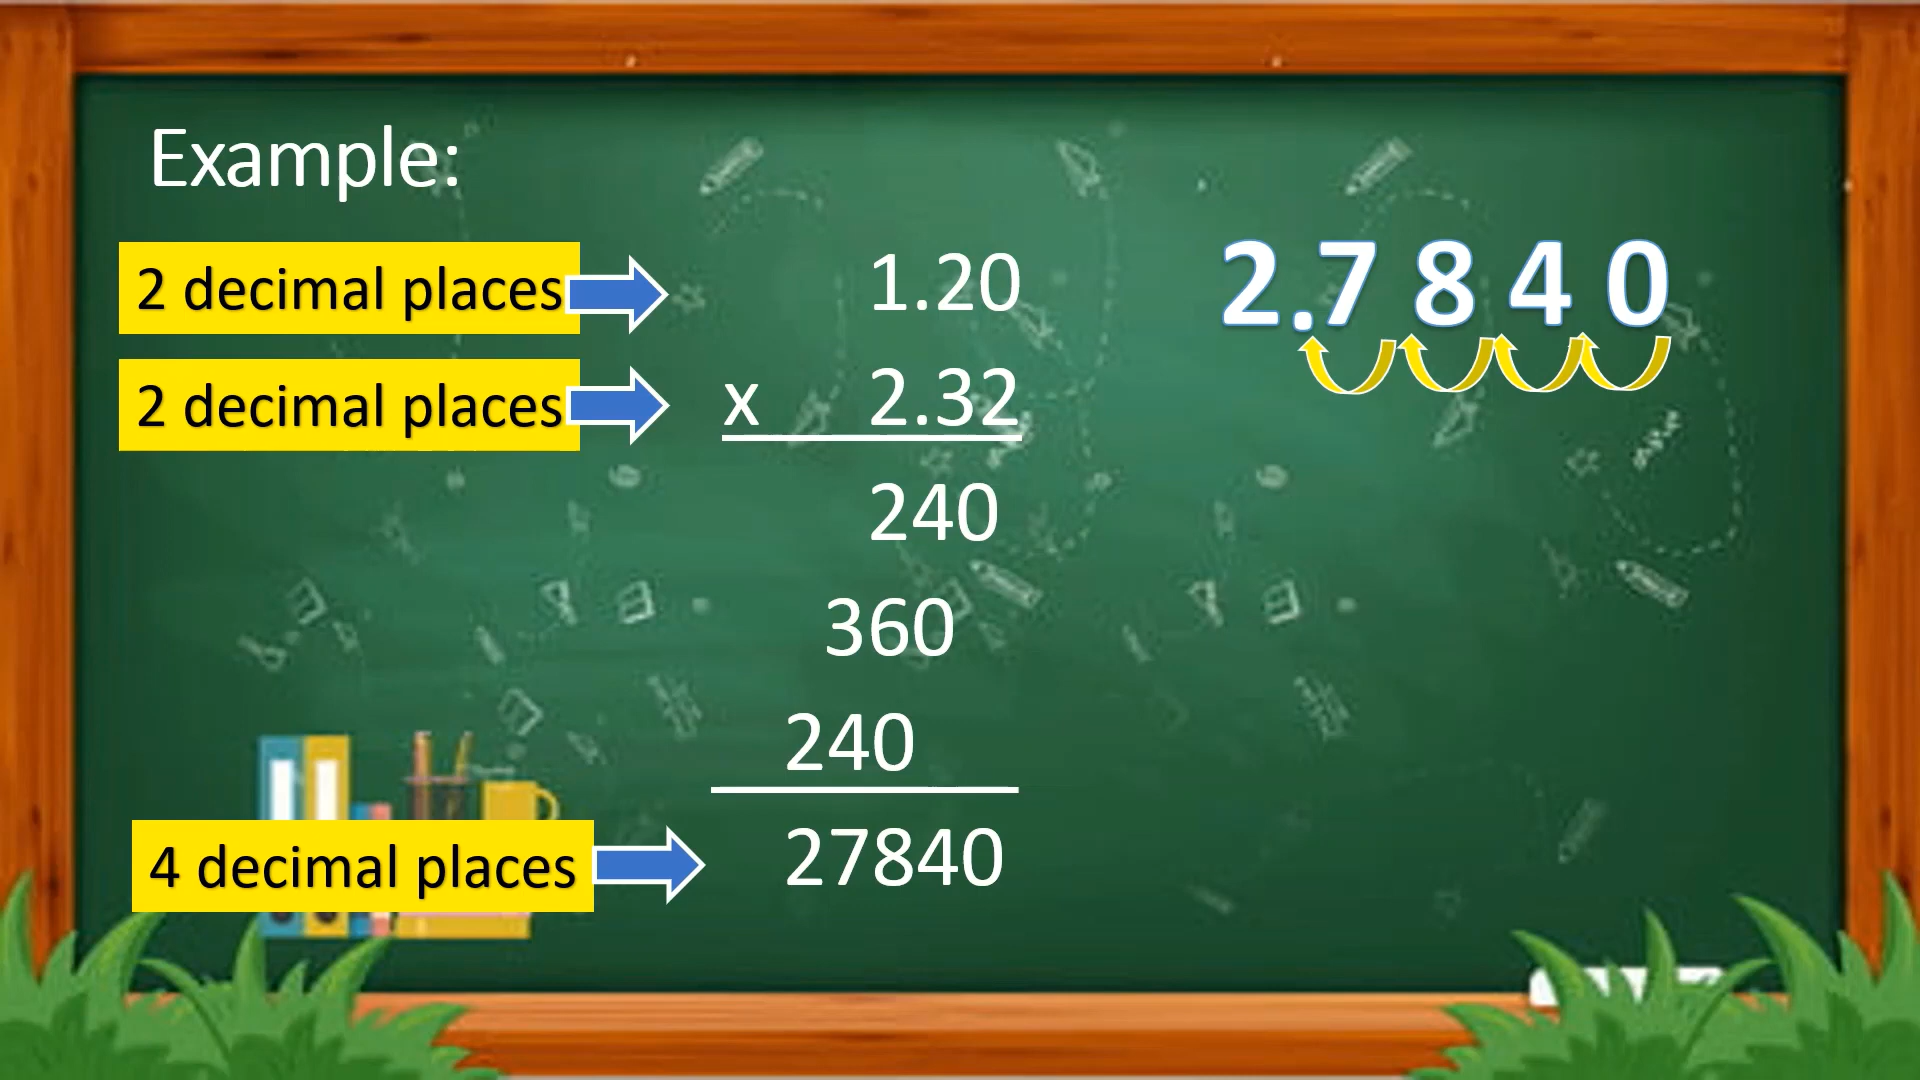 Example:
2 decimal places
1.20
2 decimal places
x 2.32
240
360
240
4 decimal places
27840
2.7840